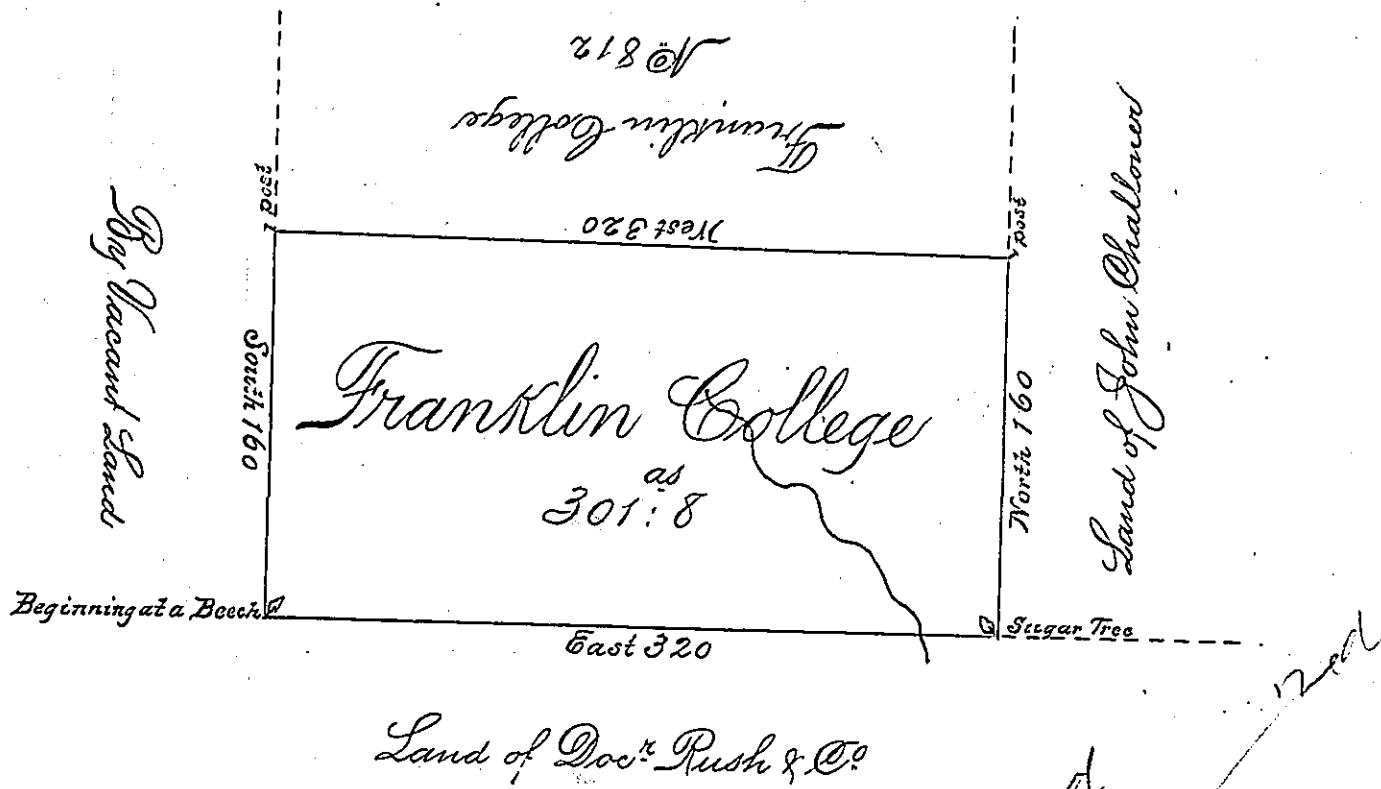 Nº 812
Franklin College
post
post
West 320
By Vacant Land
South 160
Franklin College
as
301:8
North 160
Land of John Challoner
Beginning at a Beech
Sugar Tree
East 320
Land of Docr Rush & Co